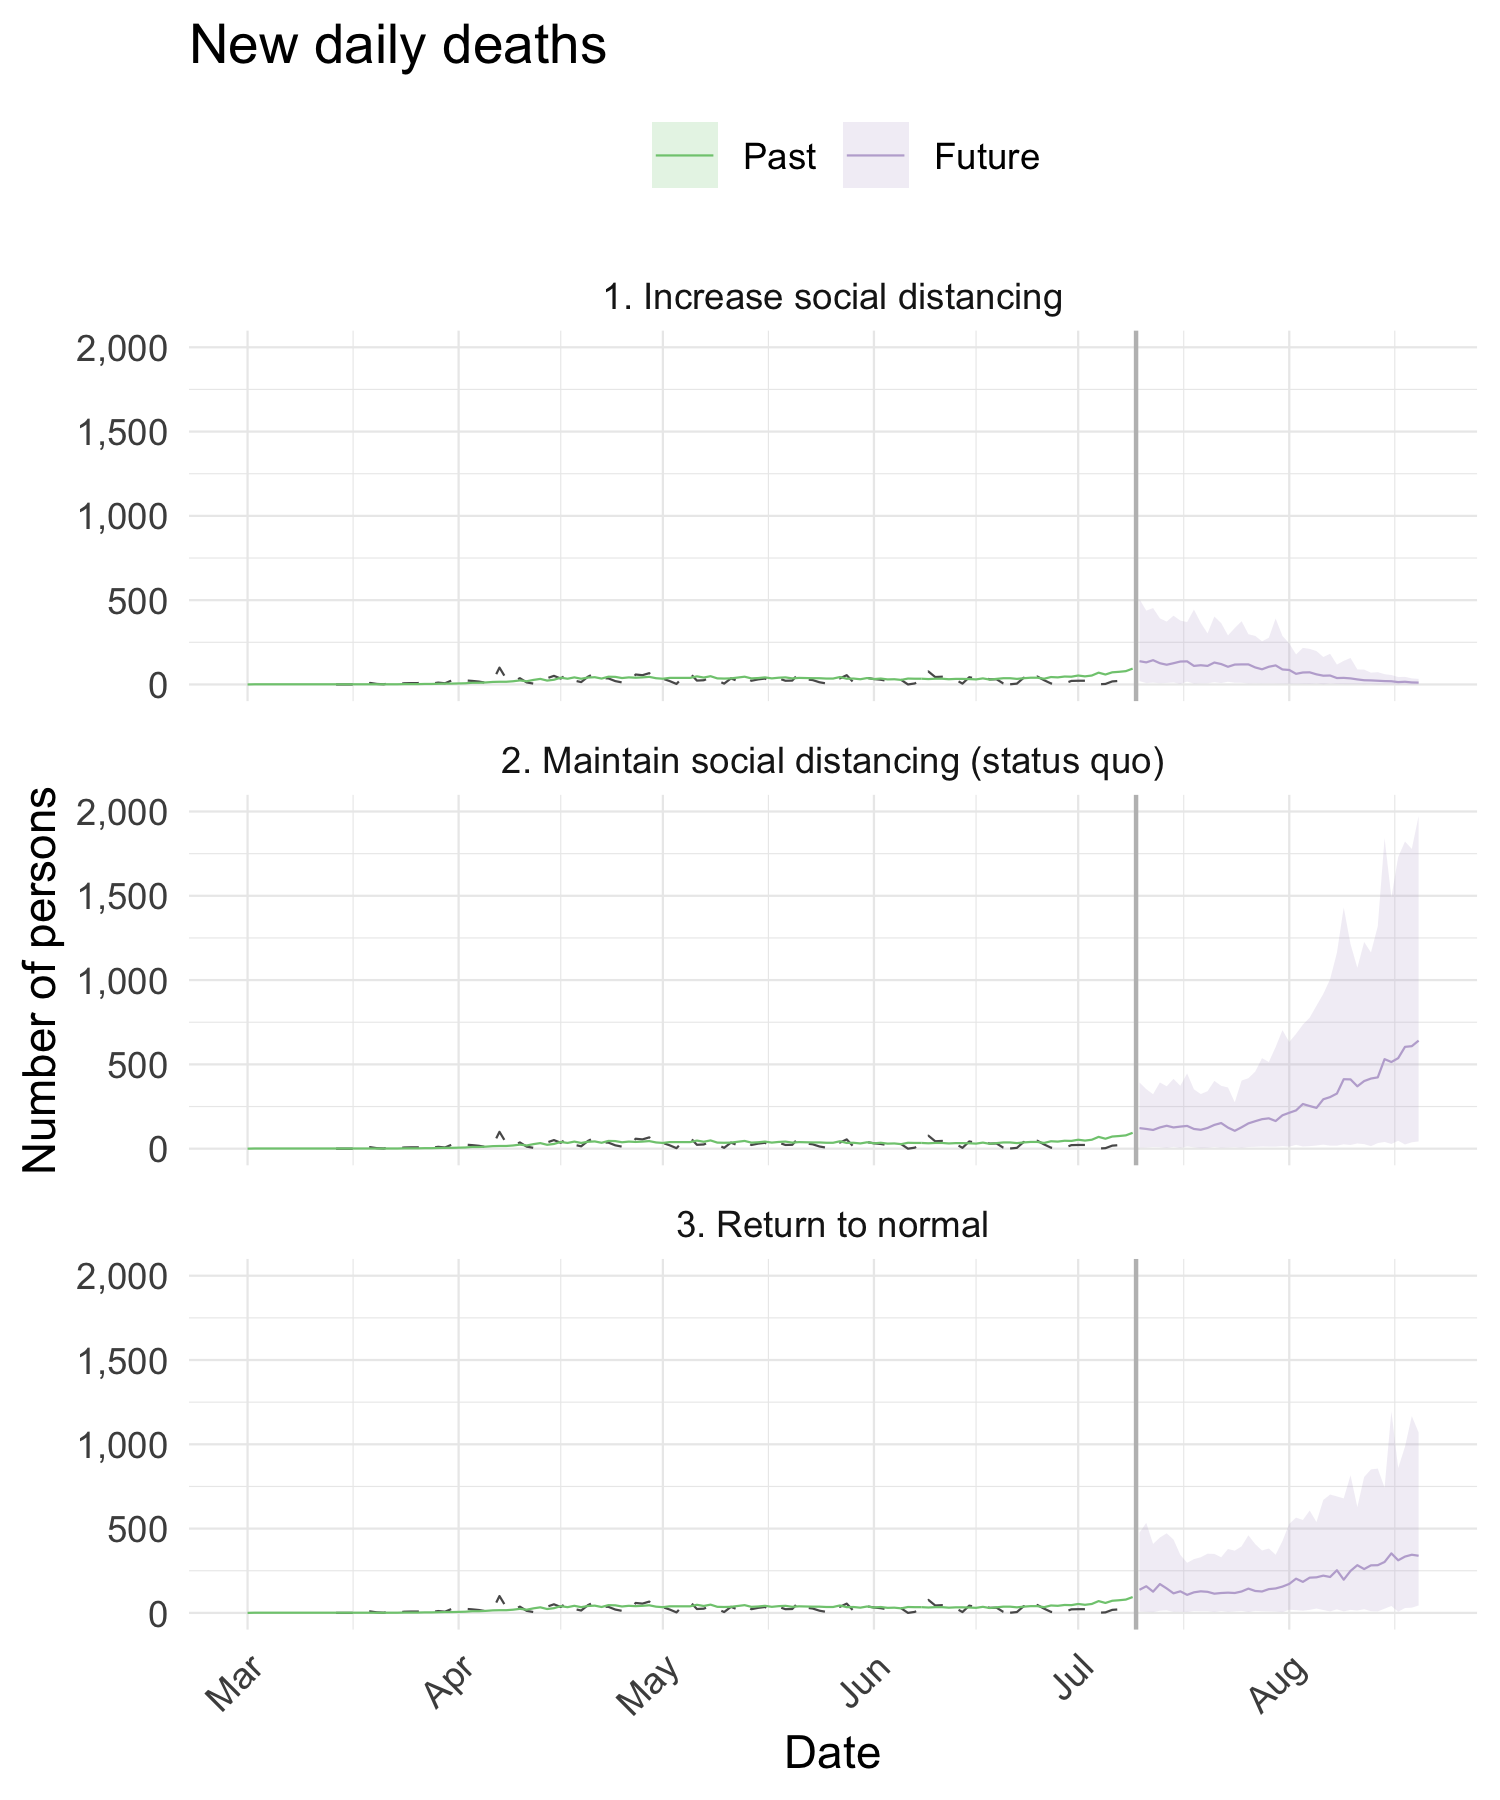 New daily deaths
Past Future
1. Increase social distancing
2,000
1,500
1,000
500
0
2. Maintain social distancing (status quo)
2,000
1,500
1,000
500
0
Number of persons
3. Return to normal
2,000
1,500
1,000
500
0
Mar Apr May Jun Jul Aug
Date